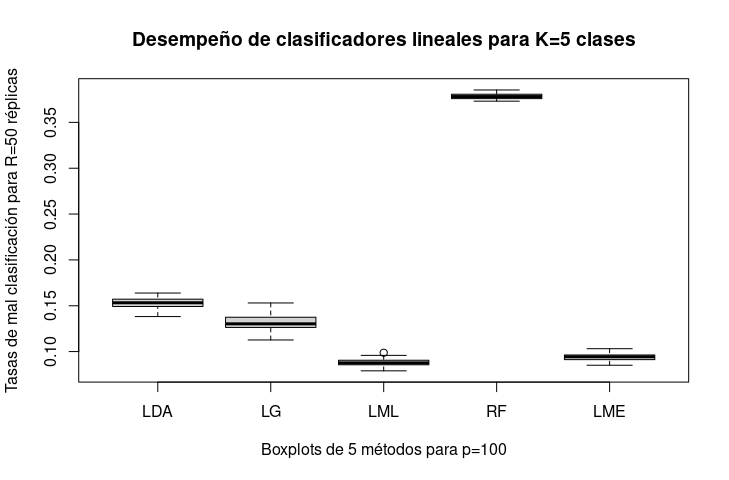 Desempeño de clasificadores lineales para K=5 clases
Tasas de mal clasificación para R=50 réplicas
0.35
0.30
0.25
0.20
0.15
0.10
LDA LG LML RF LME
Boxplots de 5 métodos para p=100